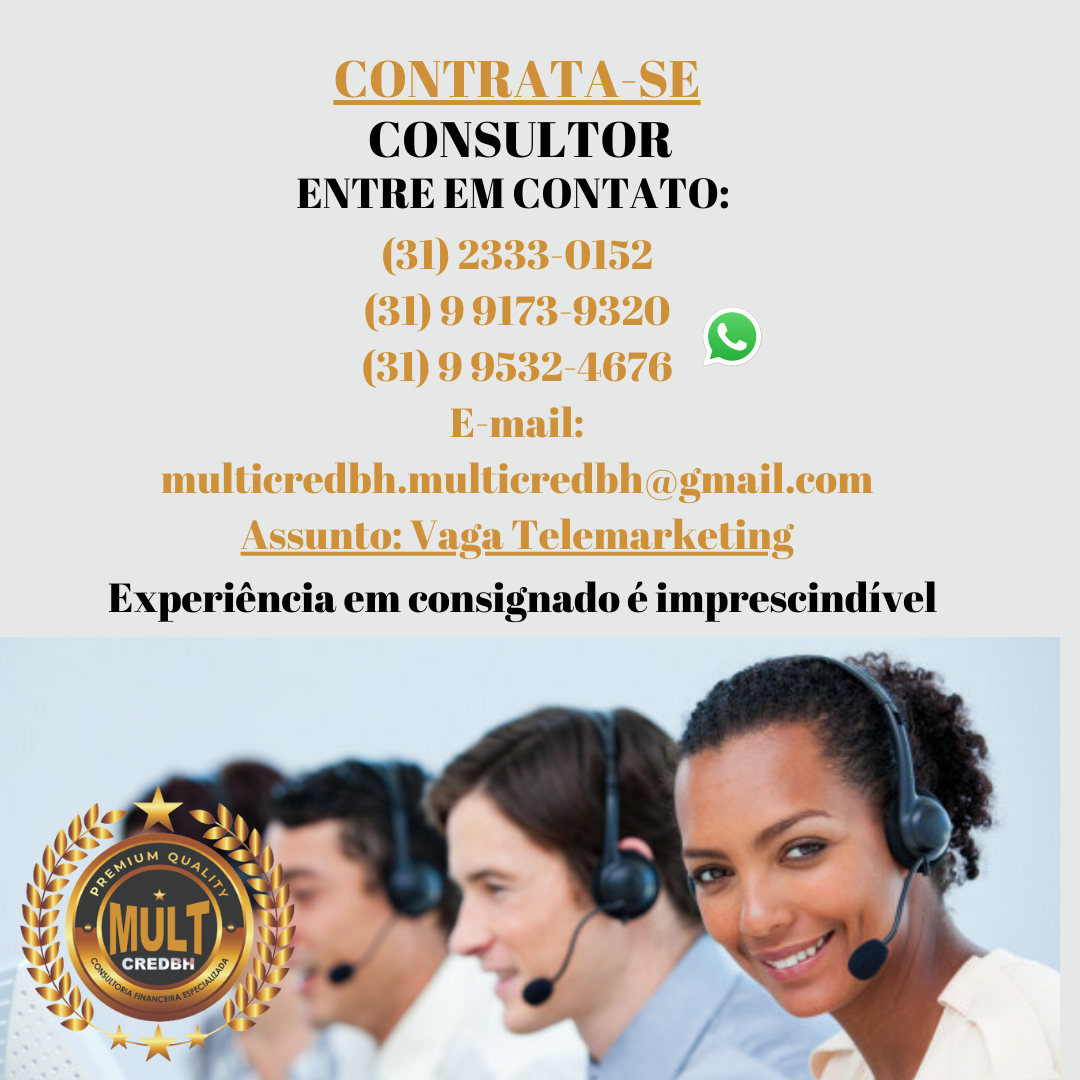 CONTRATA-SE
CONSULTOR
ENTRE EM CONTATO:
(31) 2333-0152
(31) 9 9173-9320
(31) 9 9532-4676
E-mail:
multicredbh.multicredbh@gmail.com
Assunto: Vaga Telemarketing
Experiência em consignado é imprescindível
PREMIUM QUALITY
MULT
CREDBH
CONSULTORIA FINANCEIRA ESPECIALIZADA